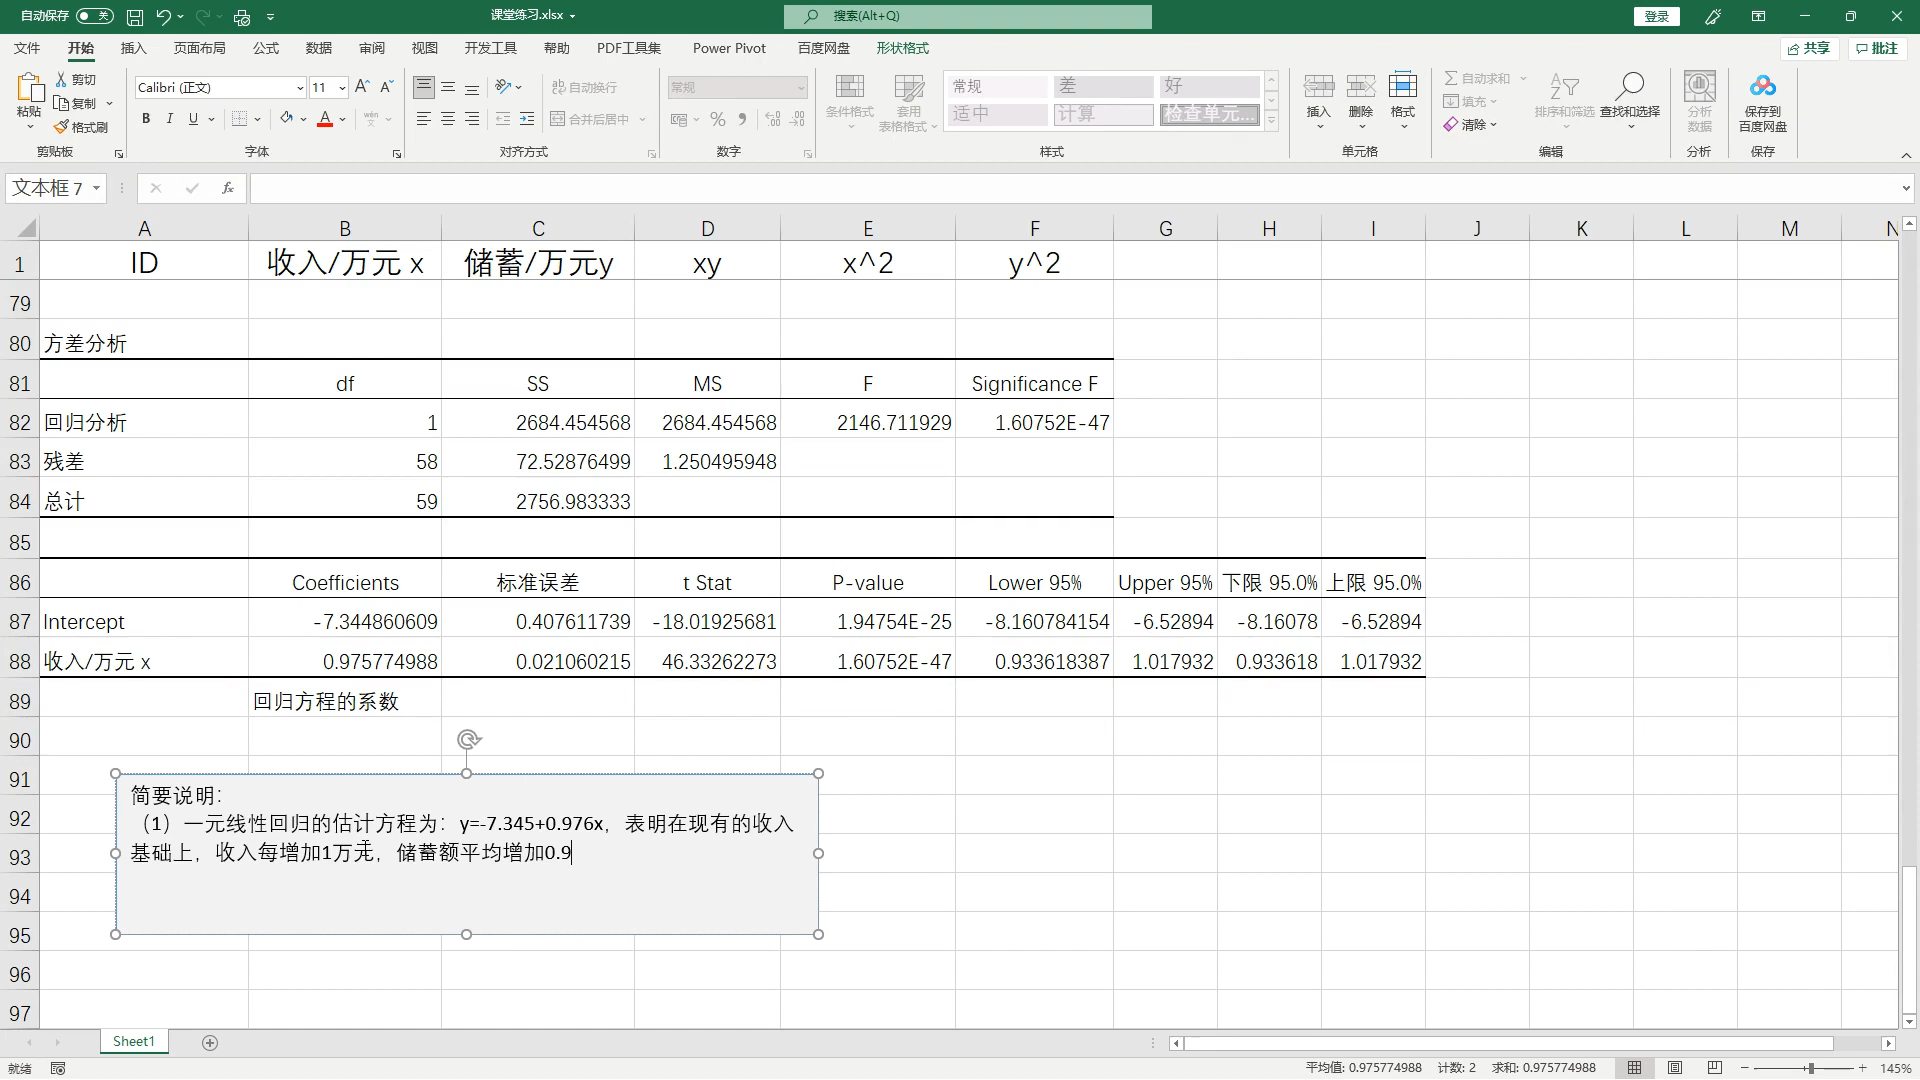 自动保存 关 课堂练习.xlsx 搜索(Alt+Q) 登录
文件 开始 插入 页面布局 公式 数据 审阅 视图 开发工具 帮助 PDF工具集 Power Pivot 百度网盘 形状格式 共享 批注
粘贴 剪切 复制 格式刷 剪贴板
Calibri (正文) 11 A A B I U A wén 文 字体
ab 自动换行 合并后居中 对齐方式
常规 % 数字
条件格式 套用表格格式 常规 差 好 适中 计算 检查单元... 样式
插入 删除 格式 单元格
自动求和 填充 清除 排序和筛选 查找和选择 编辑
分析数据 分析
保存到百度网盘 保存
文本框 7 fx
A B C D E F G H I J K L M N
1 ID 收入/万元 x 储蓄/万元y xy x^2 y^2
79
80 方差分析
81 df SS MS F Significance F
82 回归分析 1 2684.454568 2684.454568 2146.711929 1.60752E-47
83 残差 58 72.52876499 1.250495948
84 总计 59 2756.983333
85
86 Coefficients 标准误差 t Stat P-value Lower 95% Upper 95% 下限 95.0% 上限 95.0%
87 Intercept -7.344860609 0.407611739 -18.01925681 1.94754E-25 -8.160784154 -6.52894 -8.16078 -6.52894
88 收入/万元 x 0.975774988 0.021060215 46.33262273 1.60752E-47 0.933618387 1.017932 0.933618 1.017932
89 回归方程的系数
90
91
92
93
94
95
96
97
简要说明：
（1）一元线性回归的估计方程为：y=-7.345+0.976x，表明在现有的收入
基础上，收入每增加1万元，储蓄额平均增加0.9
Sheet1
就绪 平均值: 0.975774988 计数: 2 求和: 0.975774988 145%